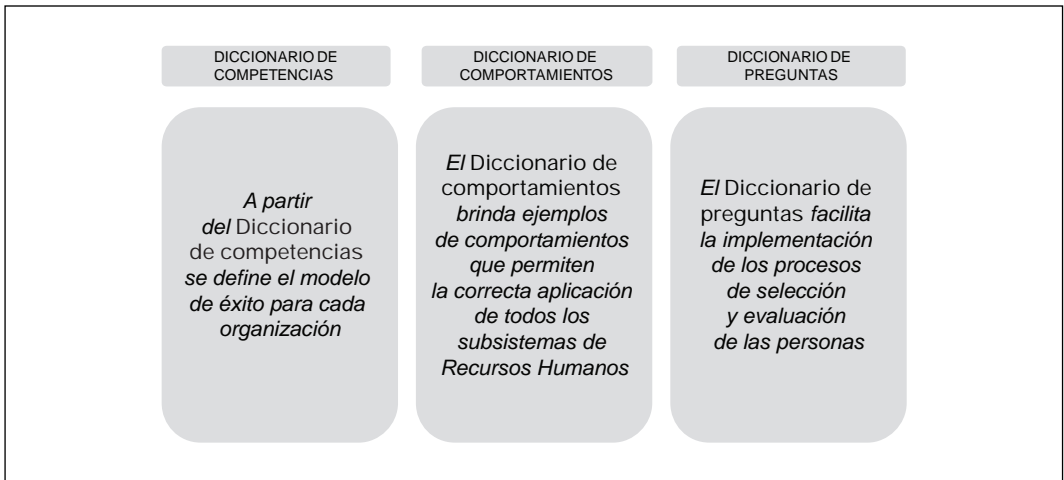 DICCIONARIO DE
COMPETENCIAS
A partir
del Diccionario
de competencias
se define el modelo
de éxito para cada
organización
DICCIONARIO DE
COMPORTAMIENTOS
El Diccionario de
comportamientos
brinda ejemplos
de comportamientos
que permiten
la correcta aplicación
de todos los
subsistemas de
Recursos Humanos
DICCIONARIO DE
PREGUNTAS
El Diccionario de
preguntas facilita
la implementación
de los procesos
de selección
y evaluación
de las personas